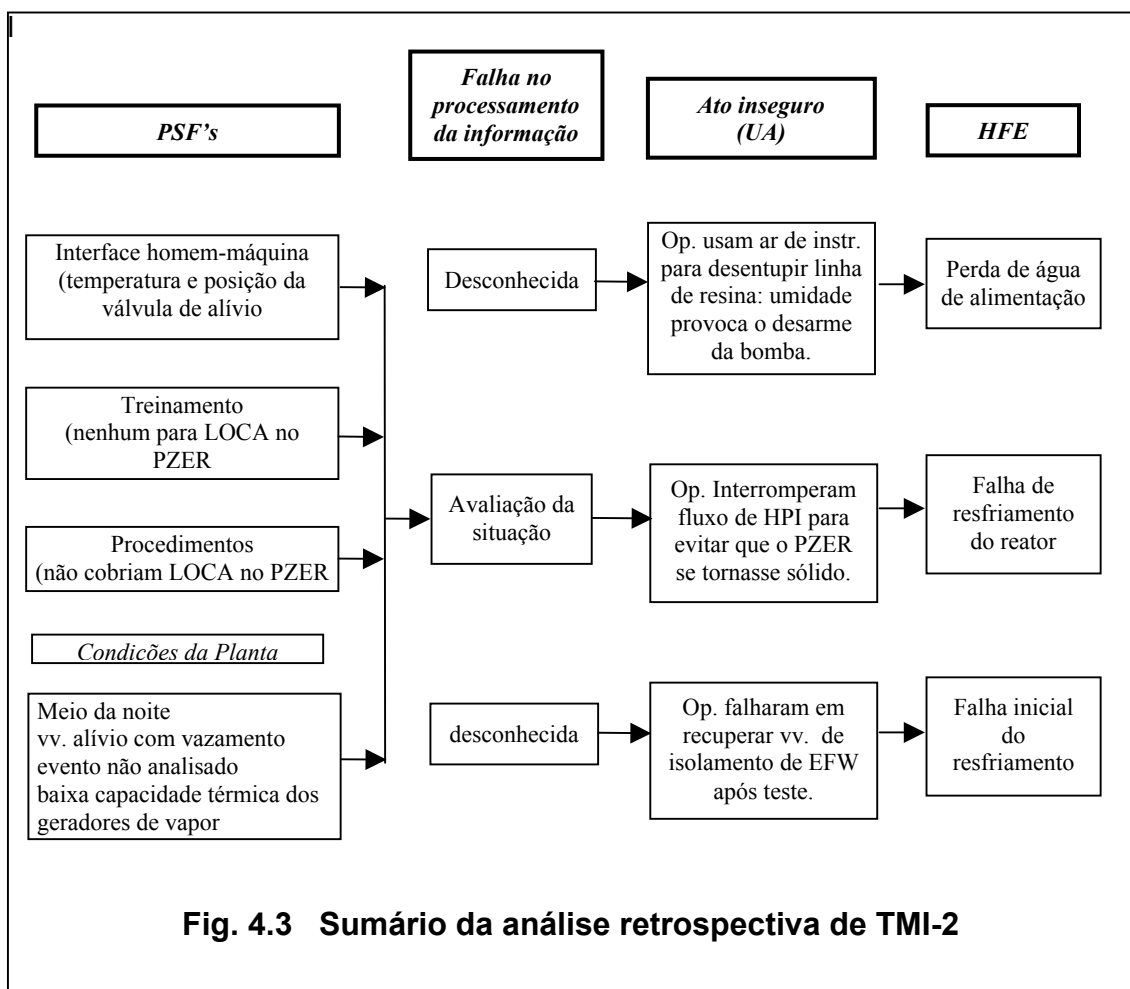 PSF's
Falha no
processamento
da informação
Ato inseguro
(UA)
HFE
Interface homem-máquina
(temperatura e posição da
válvula de alívio
Desconhecida
Op. usam ar de instr.
para desentupir linha
de resina: umidade
provoca o desarme
da bomba.
Perda de água
de alimentação
Treinamento
(nenhum para LOCA no
PZER
Procedimentos
(não cobriam LOCA no PZER
Avaliação da
situação
Op. Interromperam
fluxo de HPI para
evitar que o PZER
se tornasse sólido.
Falha de
resfriamento
do reator
Condicões da Planta
Meio da noite
vv. alívio com vazamento
evento não analisado
baixa capacidade térmica dos
geradores de vapor
desconhecida
Op. falharam em
recuperar vv. de
isolamento de EFW
após teste.
Falha inicial
do
resfriamento
Fig. 4.3 Sumário da análise retrospectiva de TMI-2